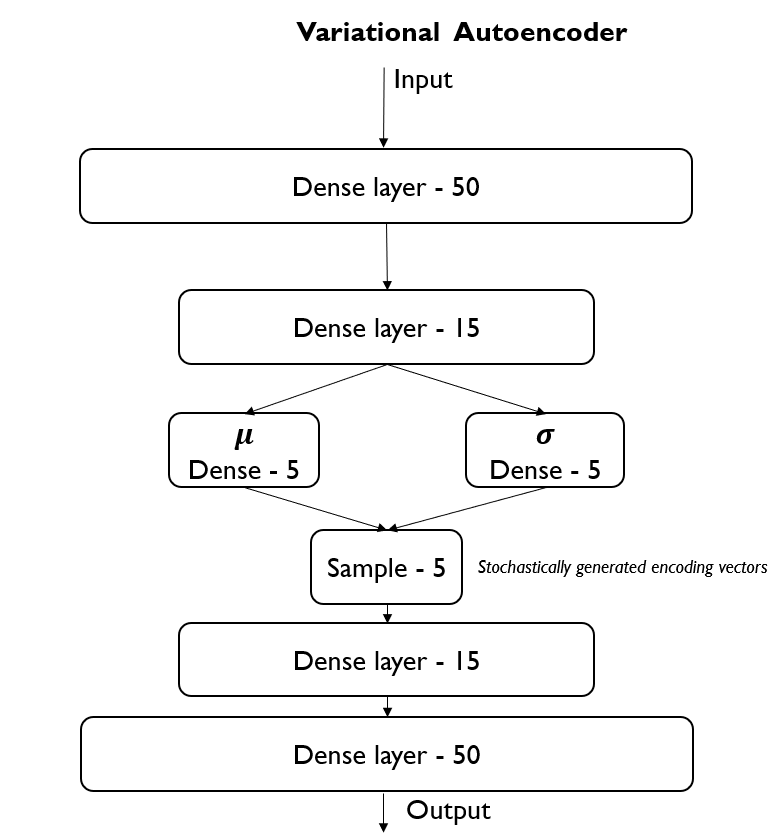 Variational Autoencoder
Input
Dense layer - 50
Dense layer - 15
μ
Dense - 5
σ
Dense - 5
Sample - 5
Stochastically generated encoding vectors
Dense layer - 15
Dense layer - 50
Output